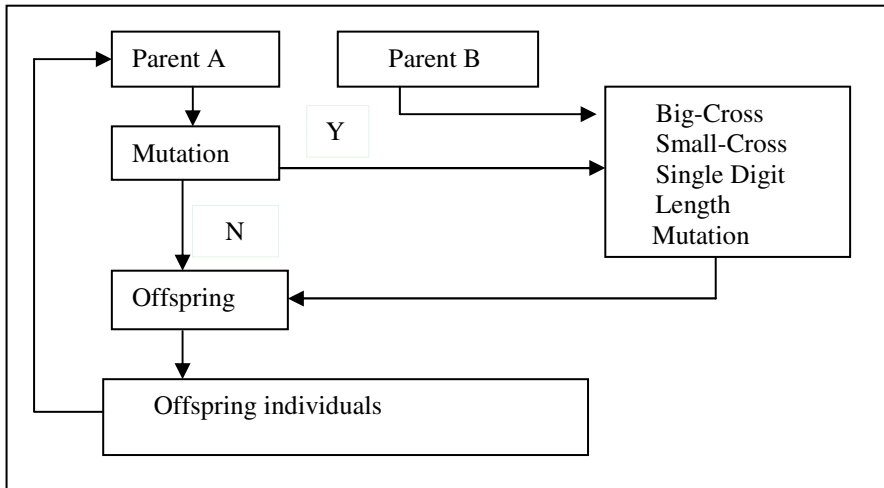 Parent A
Parent B
Y
Mutation
Big-Cross
Small-Cross
Single Digit
Length
Mutation
N
Offspring
Offspring individuals